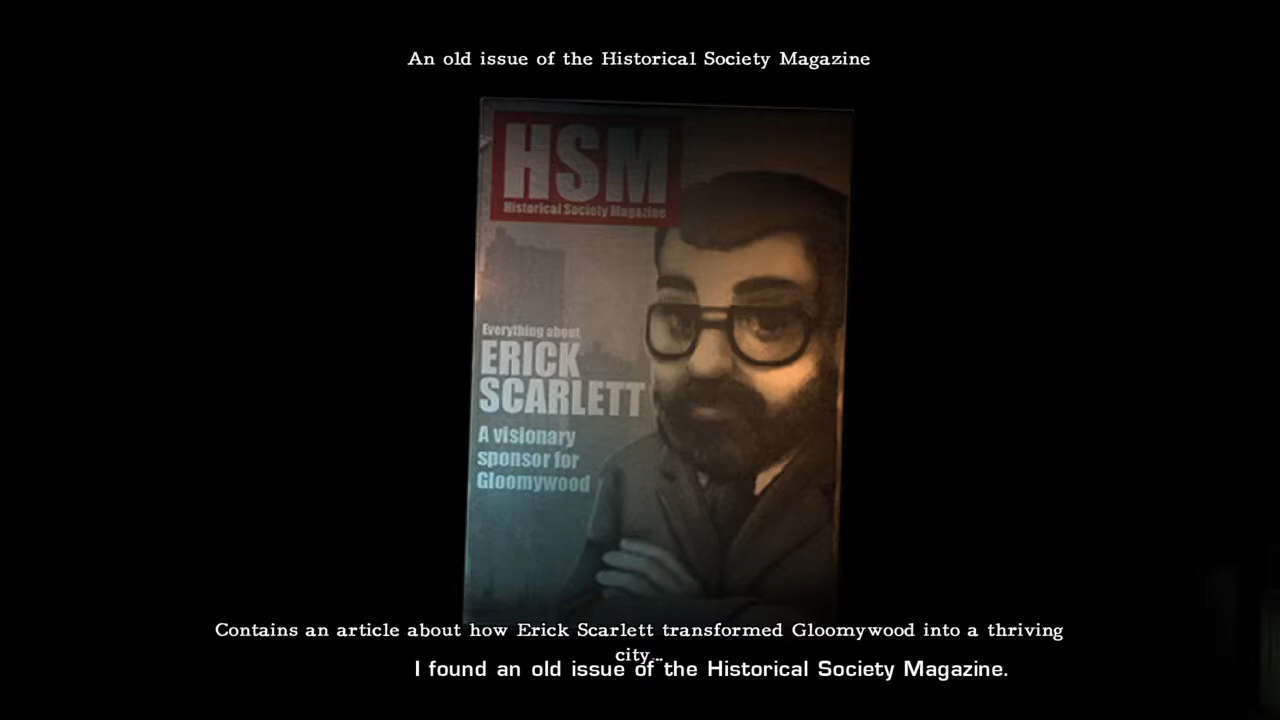 An old issue of the Historical Society Magazine
HSM
Historical Society Magazine
Everything about
ERICK
SCARLETT
A visionary
sponsor for
Gloomywood
Contains an article about how Erick Scarlett transformed Gloomywood into a thriving
city...
I found an old issue of the Historical Society Magazine.